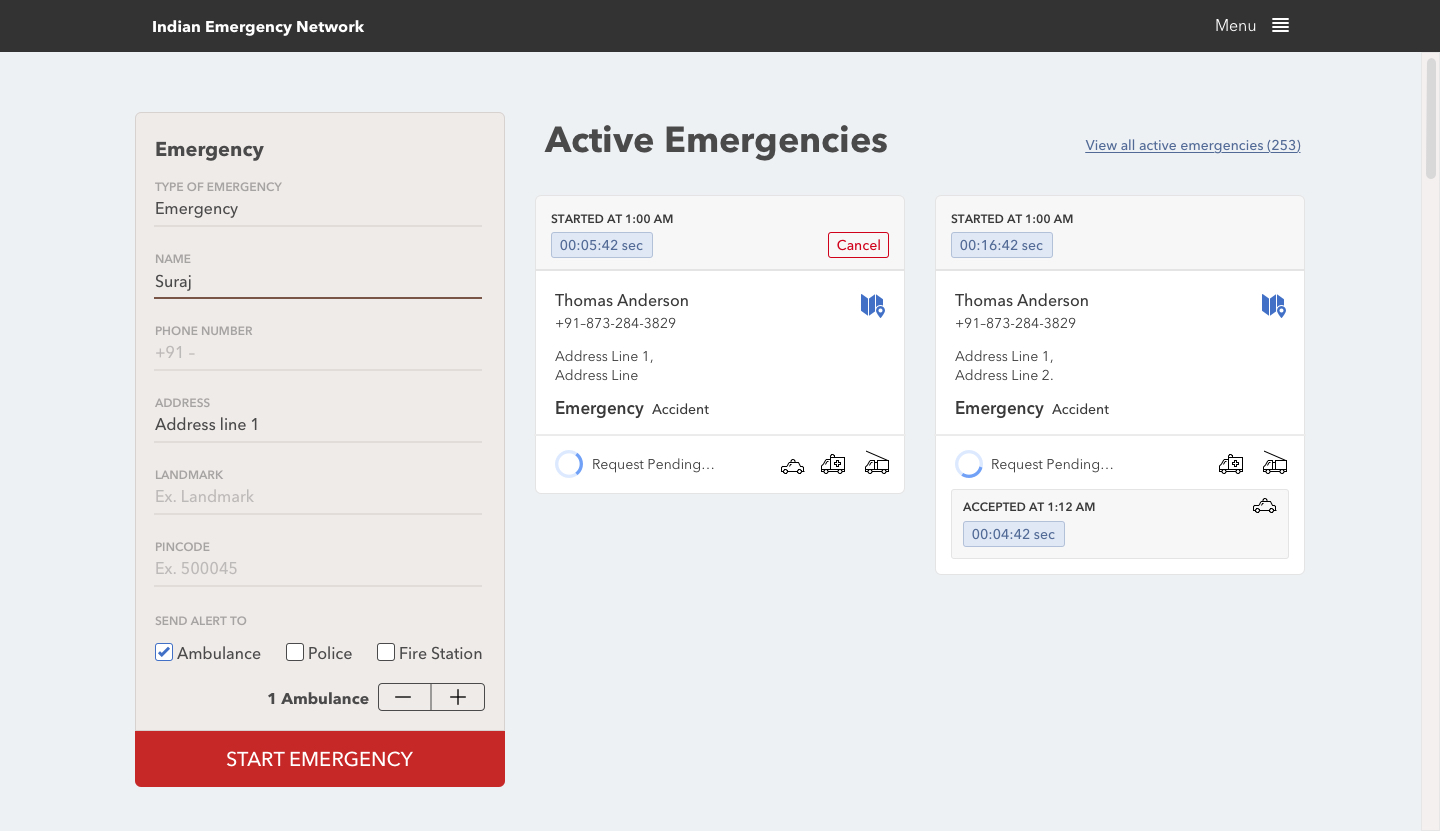 Indian Emergency Network
Menu
Emergency
TYPE OF EMERGENCY
Emergency
NAME
Suraj
PHONE NUMBER
+91 –
ADDRESS
Address line 1
LANDMARK
Ex. Landmark
PINCODE
Ex. 500045
SEND ALERT TO
Ambulance Police Fire Station
1 Ambulance
START EMERGENCY
Active Emergencies
View all active emergencies (253)
STARTED AT 1:00 AM
00:05:42 sec
Cancel
Thomas Anderson
+91–873-284-3829
Address Line 1,
Address Line
Emergency Accident
Request Pending...
STARTED AT 1:00 AM
00:16:42 sec
Thomas Anderson
+91–873-284-3829
Address Line 1,
Address Line 2.
Emergency Accident
Request Pending...
ACCEPTED AT 1:12 AM
00:04:42 sec